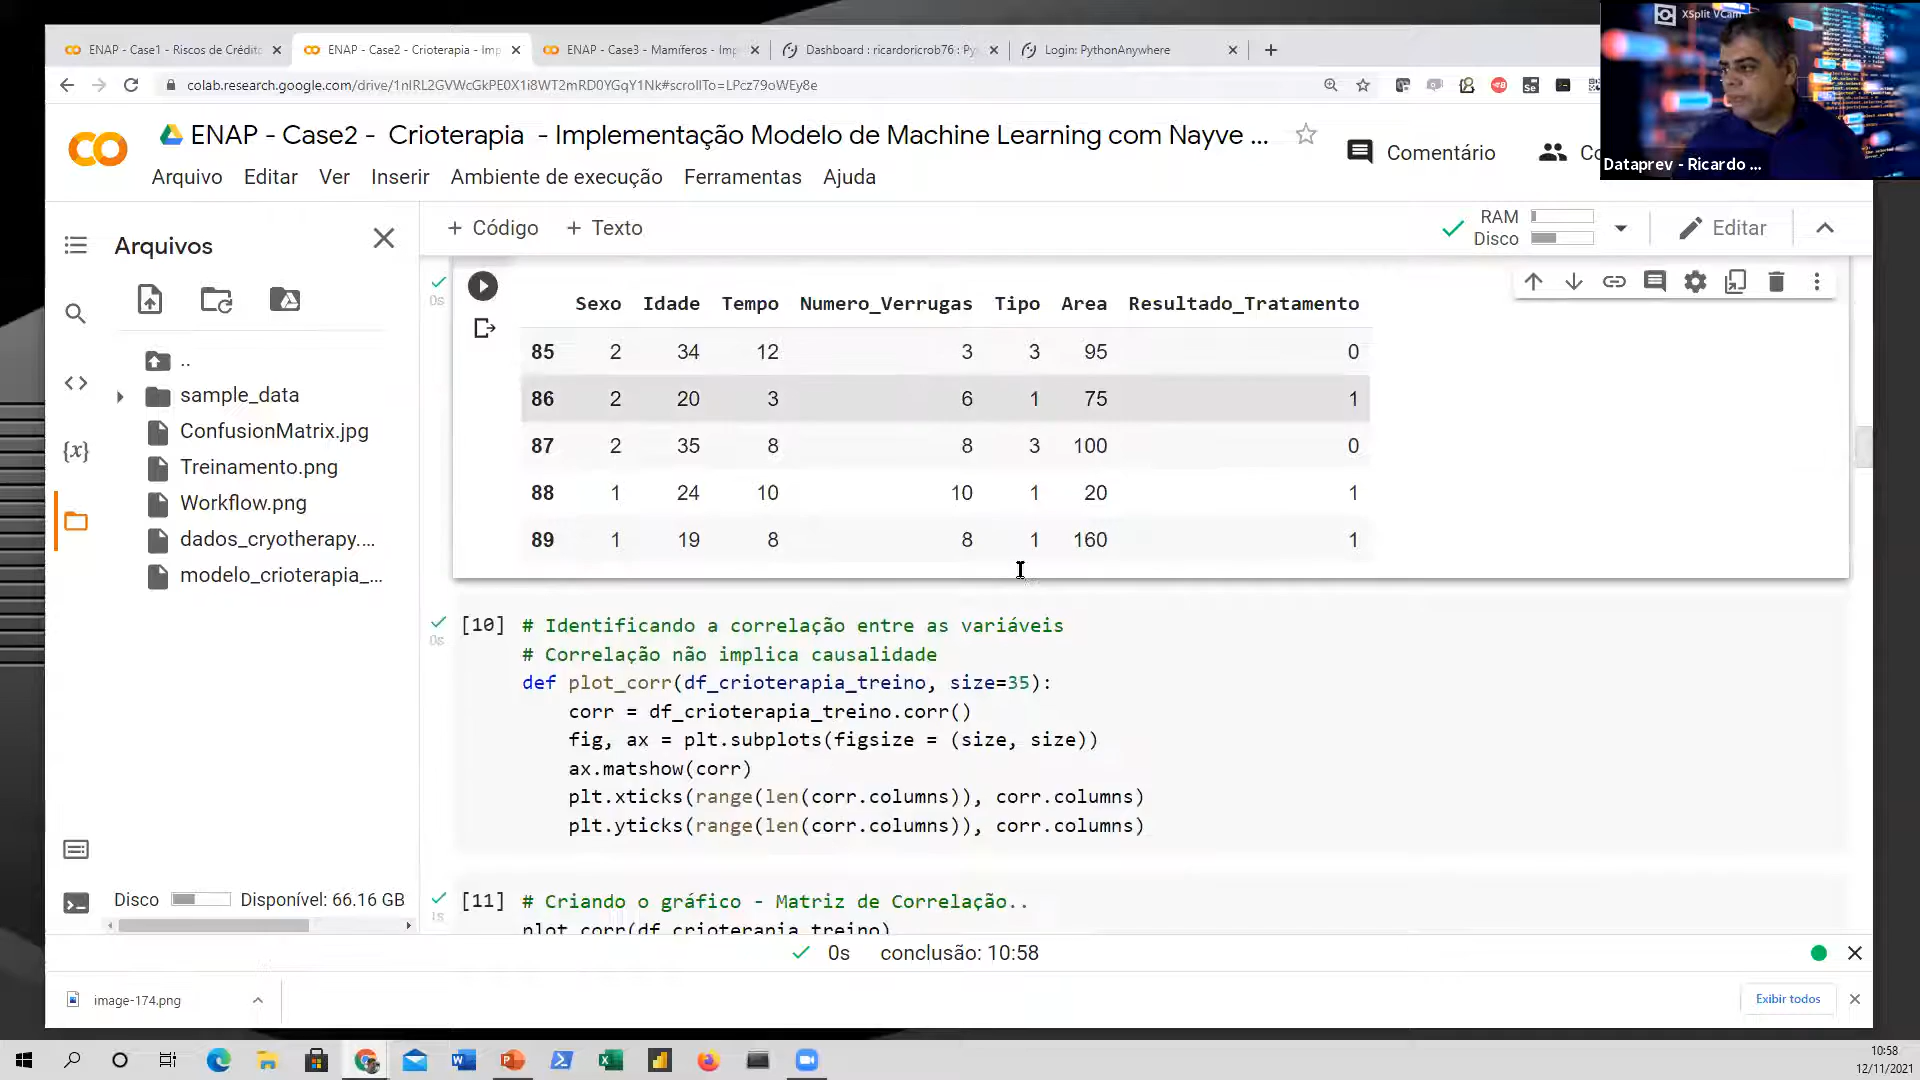 XSplit VCam
ENAP - Case1 - Riscos de Crédito
ENAP - Case2 - Crioterapia - Imp
ENAP - Case3 - Mamíferos - Imp
Dashboard : ricardoricrob76 : Py
Login: PythonAnywhere
colab.research.google.com/drive/1nIRL2GVWcGkPE0X1i8WT2mRD0YGqY1Nk#scrollTo=LPcz79oWEy8e
ENAP - Case2 - Crioterapia - Implementação Modelo de Machine Learning com Nayve ...
Comentário
Dataprev - Ricardo ...
Arquivo Editar Ver Inserir Ambiente de execução Ferramentas Ajuda
Arquivos
+ Código + Texto
RAM
Disco
Editar
..
sample_data
ConfusionMatrix.jpg
Treinamento.png
Workflow.png
dados_cryotherapy....
modelo_crioterapia_...
Disco Disponível: 66.16 GB
0s
Sexo Idade Tempo Numero_Verrugas Tipo Area Resultado_Tratamento
85 2 34 12 3 3 95 0
86 2 20 3 6 1 75 1
87 2 35 8 8 3 100 0
88 1 24 10 10 1 20 1
89 1 19 8 8 1 160 1
0s
[10] # Identificando a correlação entre as variáveis
# Correlação não implica causalidade
def plot_corr(df_crioterapia_treino, size=35):
corr = df_crioterapia_treino.corr()
fig, ax = plt.subplots(figsize = (size, size))
ax.matshow(corr)
plt.xticks(range(len(corr.columns)), corr.columns)
plt.yticks(range(len(corr.columns)), corr.columns)
1s
[11] # Criando o gráfico - Matriz de Correlação..
plot_corr(df_crioterapia_treino)
0s conclusão: 10:58
image-174.png
Exibir todos
10:58
12/11/2021